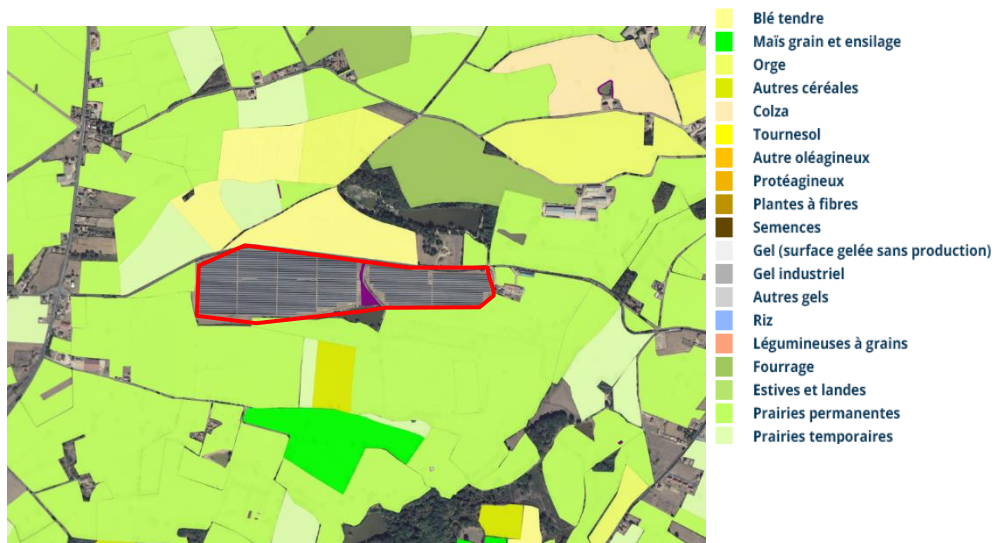 Blé tendre
Maïs grain et ensilage
Orge
Autres céréales
Colza
Tournesol
Autre oléagineux
Protéagineux
Plantes à fibres
Semences
Gel (surface gelée sans production)
Gel industriel
Autres gels
Riz
Légumineuses à grains
Fourrage
Estives et landes
Prairies permanentes
Prairies temporaires